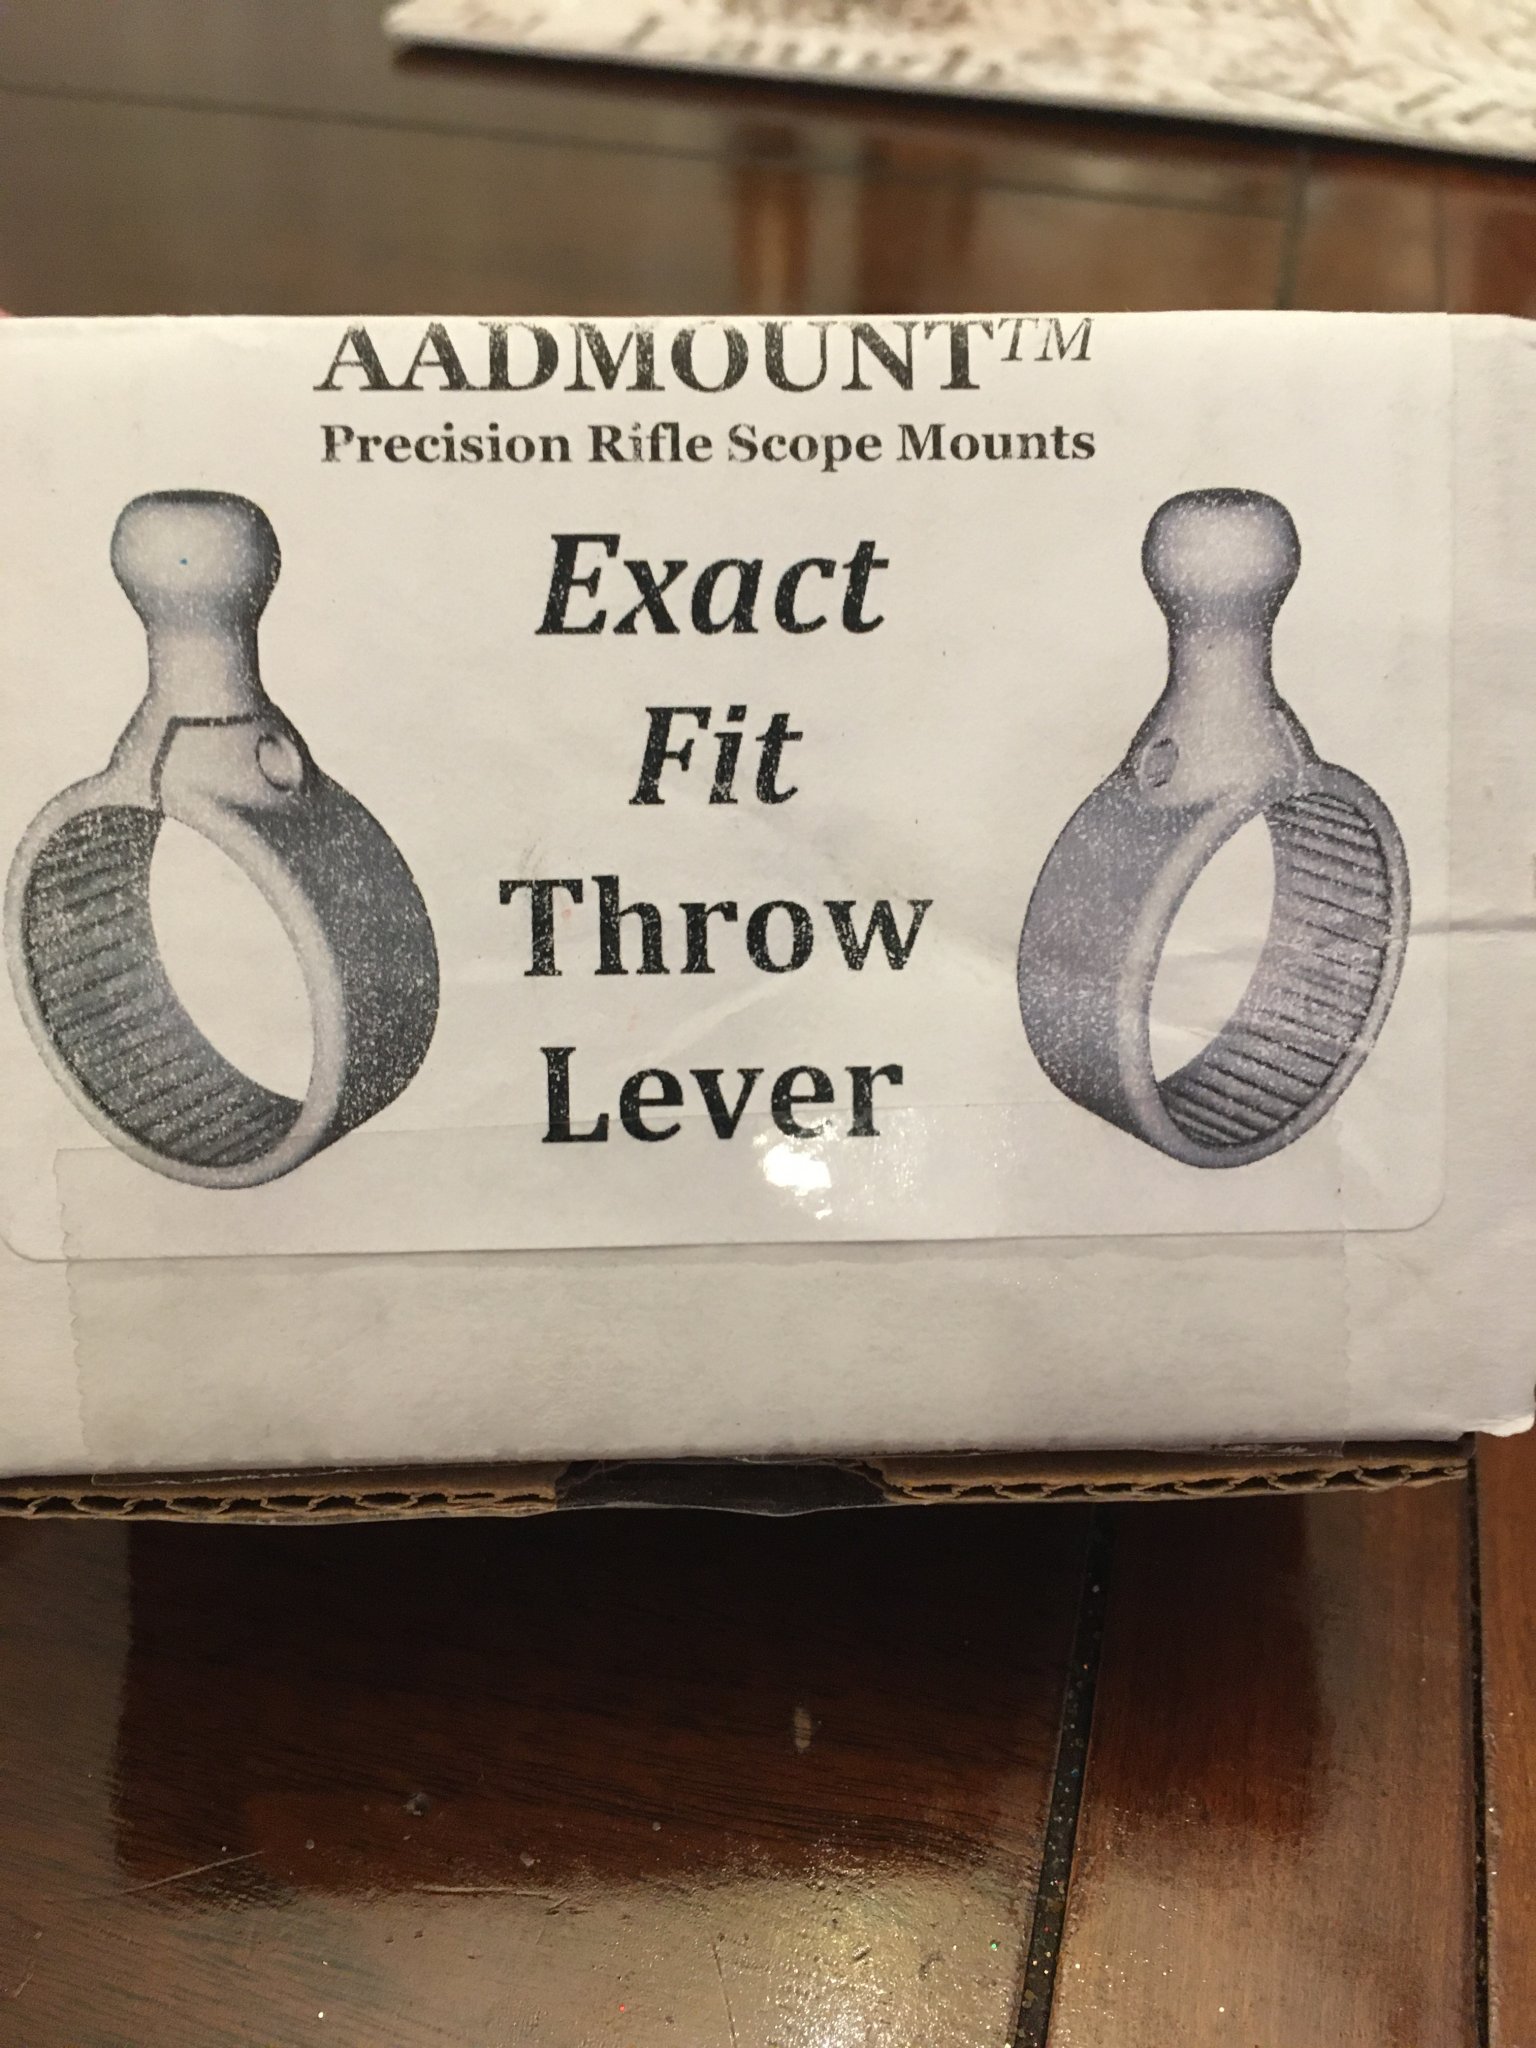 AADMOUNT™
Precision Rifle Scope Mounts
Exact
Fit
Throw
Lever